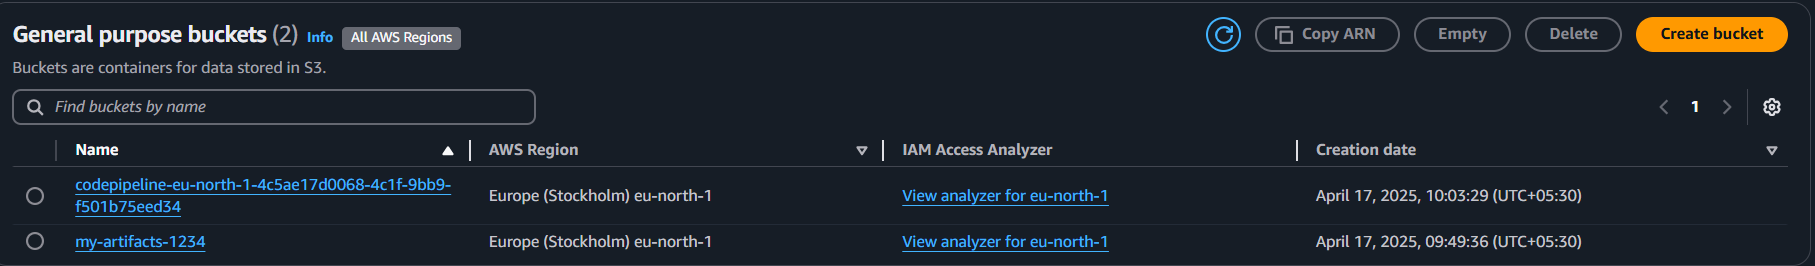 General purpose buckets (2) Info All AWS Regions
Copy ARN Empty Delete Create bucket
Buckets are containers for data stored in S3.
Find buckets by name
1
Name AWS Region IAM Access Analyzer Creation date
codepipeline-eu-north-1-4c5ae17d0068-4c1f-9bb9-
f501b75eed34 Europe (Stockholm) eu-north-1 View analyzer for eu-north-1 April 17, 2025, 10:03:29 (UTC+05:30)
my-artifacts-1234 Europe (Stockholm) eu-north-1 View analyzer for eu-north-1 April 17, 2025, 09:49:36 (UTC+05:30)